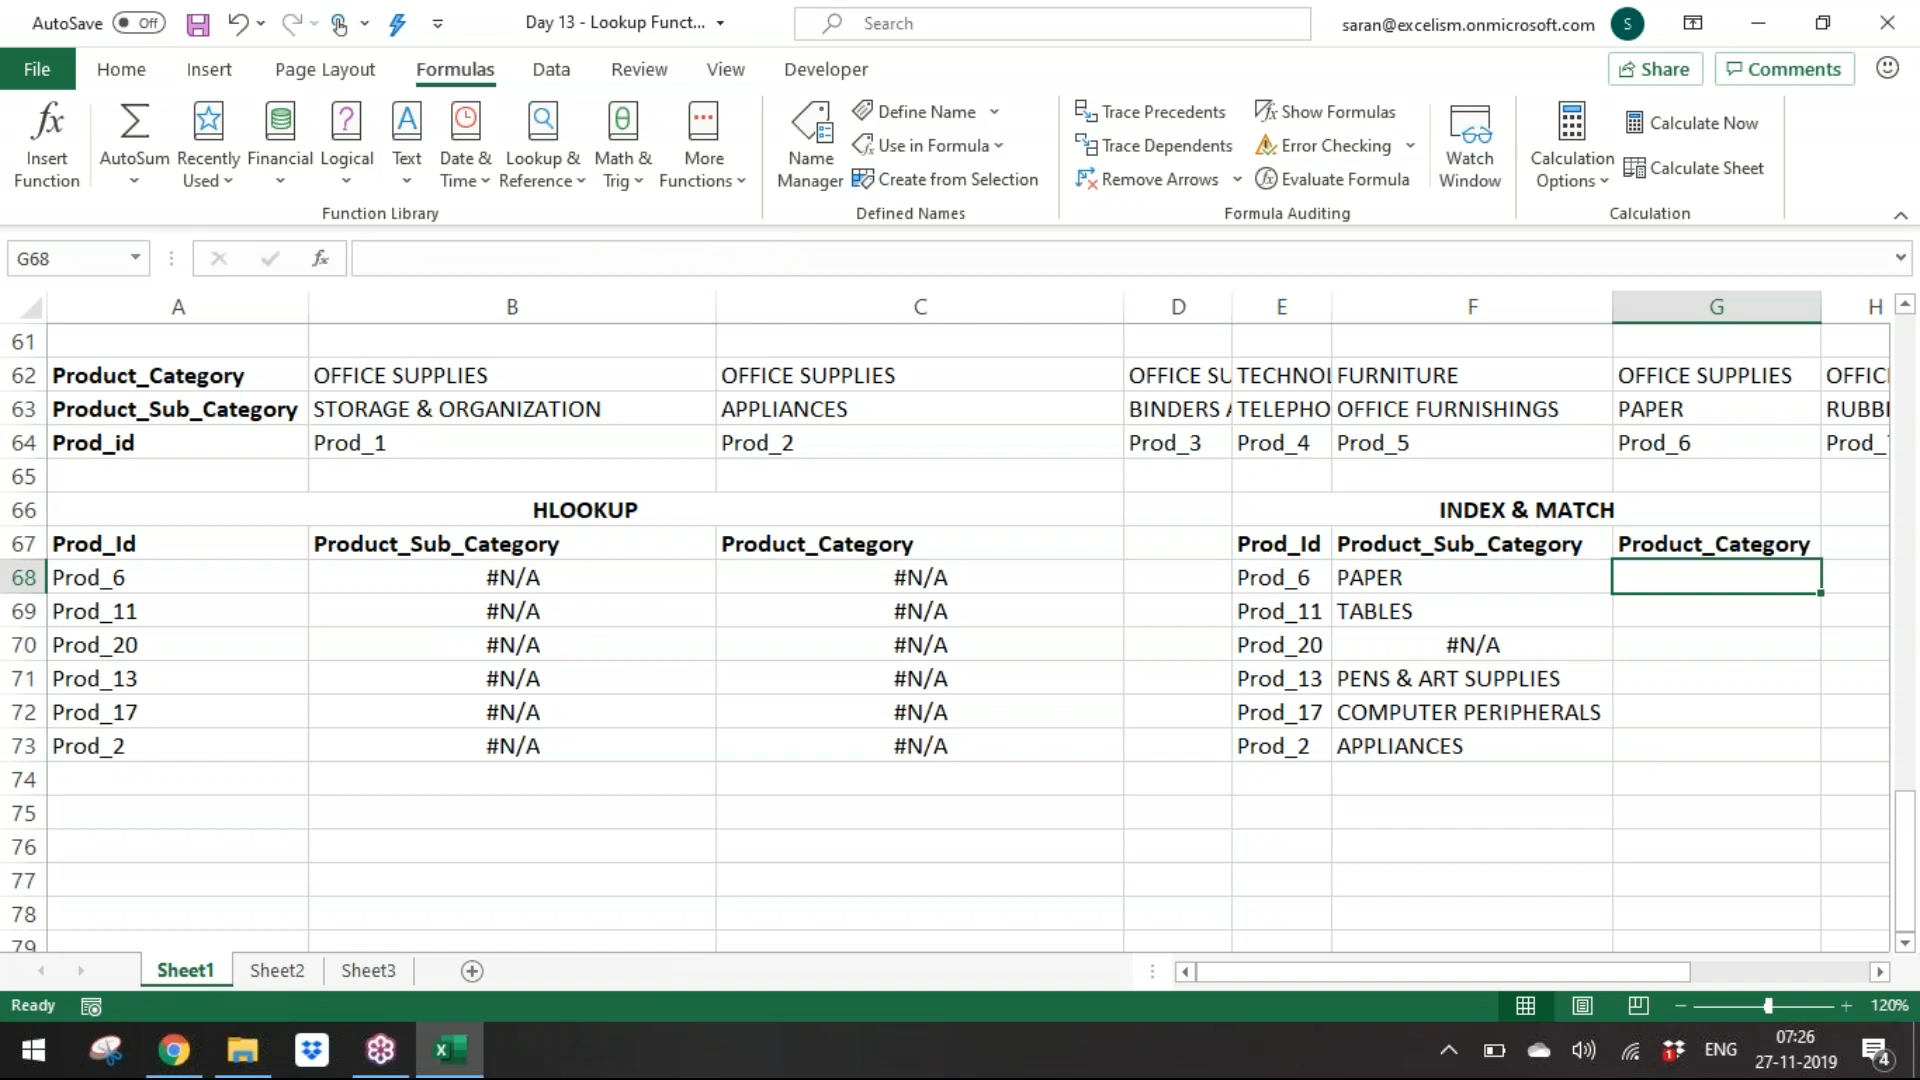 AutoSave Off Day 13 - Lookup Funct... Search saran@excelism.onmicrosoft.com S
File Home Insert Page Layout Formulas Data Review View Developer Share Comments
Insert Function AutoSum Recently Used Financial Logical Text Date & Time Lookup & Reference Math & Trig More Functions
Function Library
Name Manager
Define Name
Use in Formula
Create from Selection
Defined Names
Trace Precedents Show Formulas
Trace Dependents Error Checking
Remove Arrows Evaluate Formula
Formula Auditing
Watch Window
Calculation Options
Calculate Now
Calculate Sheet
Calculation
G68 fx
A B C D E F G H
61
62 Product_Category OFFICE SUPPLIES OFFICE SUPPLIES OFFICE SU TECHNOL FURNITURE OFFICE SUPPLIES OFFIC
63 Product_Sub_Category STORAGE & ORGANIZATION APPLIANCES BINDERS TELEPHO OFFICE FURNISHINGS PAPER RUBB
64 Prod_id Prod_1 Prod_2 Prod_3 Prod_4 Prod_5 Prod_6 Prod_
65
66 HLOOKUP INDEX & MATCH
67 Prod_Id Product_Sub_Category Product_Category Prod_Id Product_Sub_Category Product_Category
68 Prod_6 #N/A #N/A Prod_6 PAPER
69 Prod_11 #N/A #N/A Prod_11 TABLES
70 Prod_20 #N/A #N/A Prod_20 #N/A
71 Prod_13 #N/A #N/A Prod_13 PENS & ART SUPPLIES
72 Prod_17 #N/A #N/A Prod_17 COMPUTER PERIPHERALS
73 Prod_2 #N/A #N/A Prod_2 APPLIANCES
74
75
76
77
78
79
Sheet1 Sheet2 Sheet3
Ready 120%
ENG 07:26
27-11-2019 4